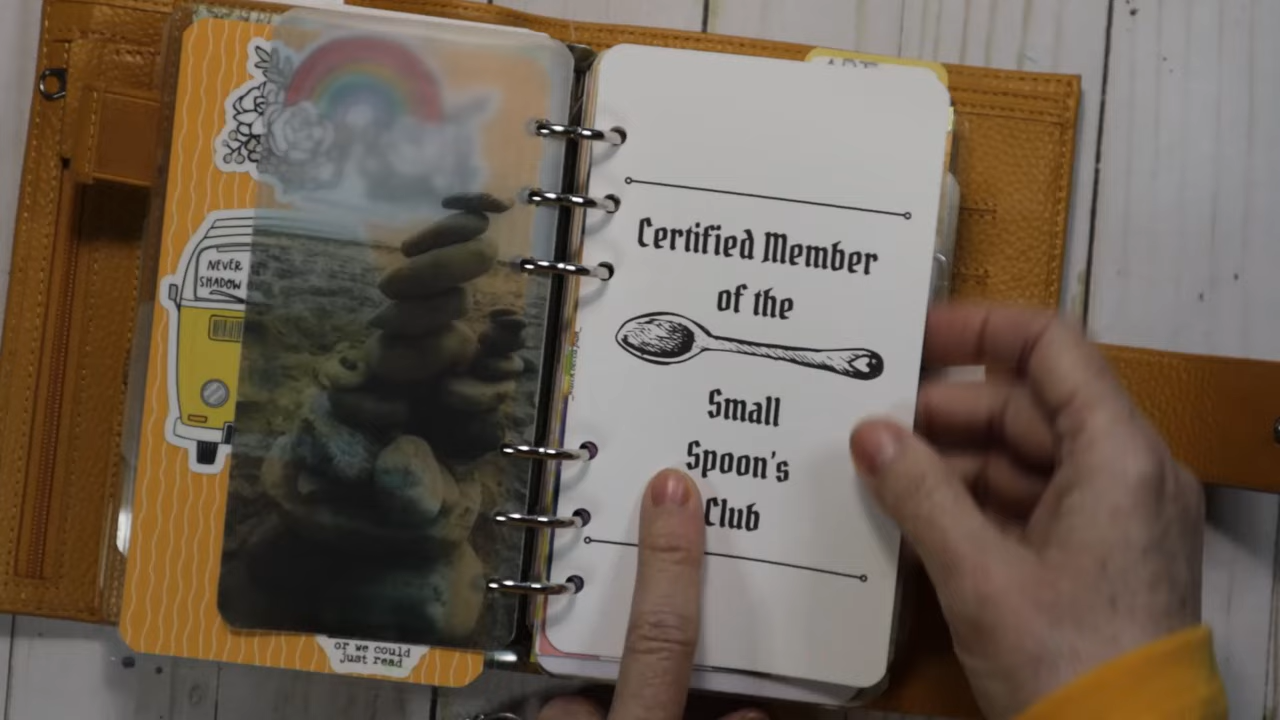 NEVER
SHADOW
or we could
just read
Certified Member
of the
Small
Spoon's
Club